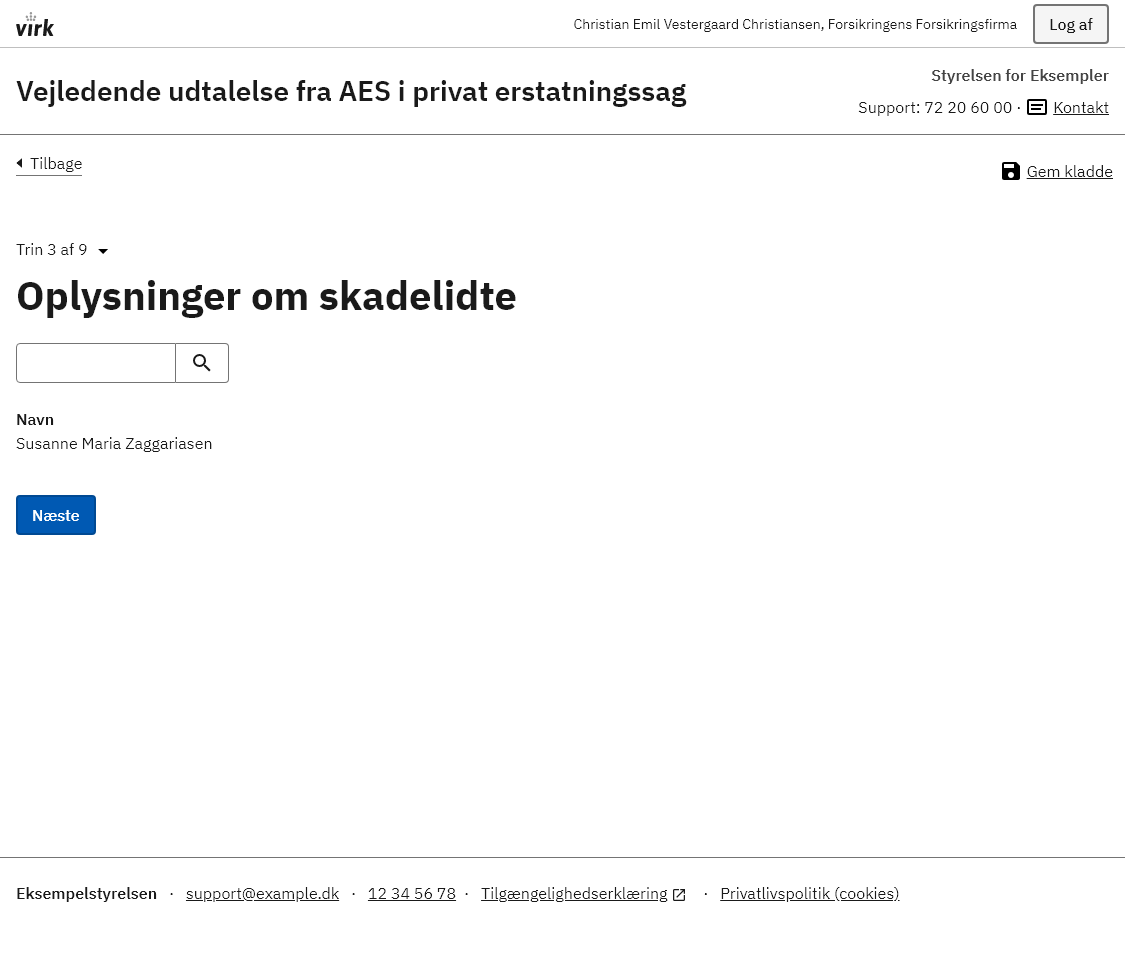 virk
Christian Emil Vestergaard Christiansen, Forsikringens Forsikringsfirma
Log af
Vejledende udtalelse fra AES i privat erstatningssag
Styrelsen for Eksempler
Support: 72 20 60 00 · Kontakt
Tilbage
Gem kladde
Trin 3 af 9
Oplysninger om skadelidte
Navn
Susanne Maria Zaggariasen
Næste
Eksempelstyrelsen · support@example.dk · 12 34 56 78 · Tilgængelighedserklæring · Privatlivspolitik (cookies)